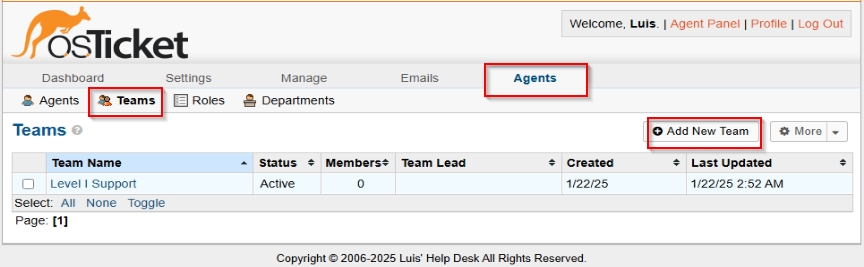 osTicket
Welcome, Luis. | Agent Panel | Profile | Log Out
Dashboard Settings Manage Emails Agents
Agents Teams Roles Departments
Teams
Add New Team More
Team Name Status Members Team Lead Created Last Updated
Level I Support Active 0 1/22/25 1/22/25 2:52 AM
Select: All None Toggle
Page: [1]
Copyright © 2006-2025 Luis' Help Desk All Rights Reserved.